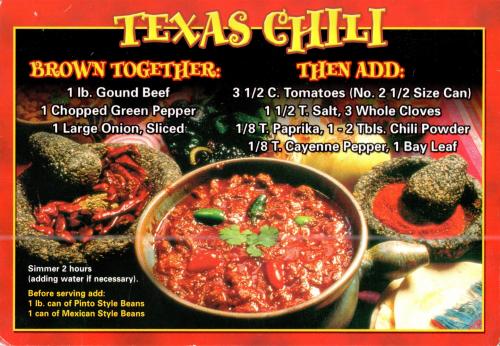 TEXAS CHILI
BROWN TOGETHER:
1 lb. Gound Beef
1 Chopped Green Pepper
1 Large Onion, Sliced
THEN ADD:
3 1/2 C. Tomatoes (No. 2 1/2 Size Can)
1 1/2 T. Salt, 3 Whole Cloves
1/8 T. Paprika, 1 - 2 Tbls. Chili Powder
1/8 T. Cayenne Pepper, 1 Bay Leaf
Simmer 2 hours
(adding water if necessary).
Before serving add:
1 lb. can of Pinto Style Beans
1 can of Mexican Style Beans